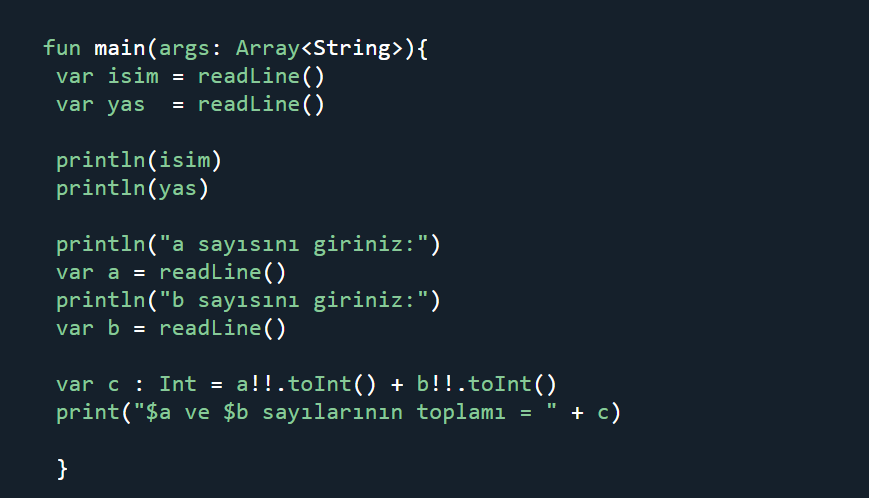 fun main(args: Array<String>){
var isim = readLine()
var yas  = readLine()
println(isim)
println(yas)
println("a sayısını giriniz:")
var a = readLine()
println("b sayısını giriniz:")
var b = readLine()
var c : Int = a!!.toInt() + b!!.toInt()
print("$a ve $b sayılarının toplamı = " + c)
}